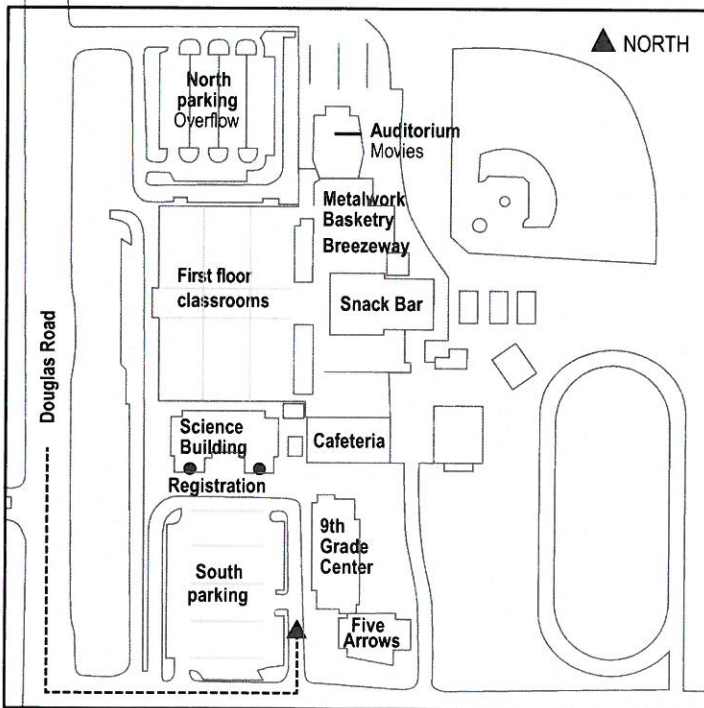 NORTH
North
parking
Overflow
Auditorium
Movies
Metalwork
Basketry
Breezeway
First floor
classrooms
Snack Bar
Douglas Road
Science
Building
Cafeteria
Registration
9th
Grade
Center
South
parking
Five
Arrows